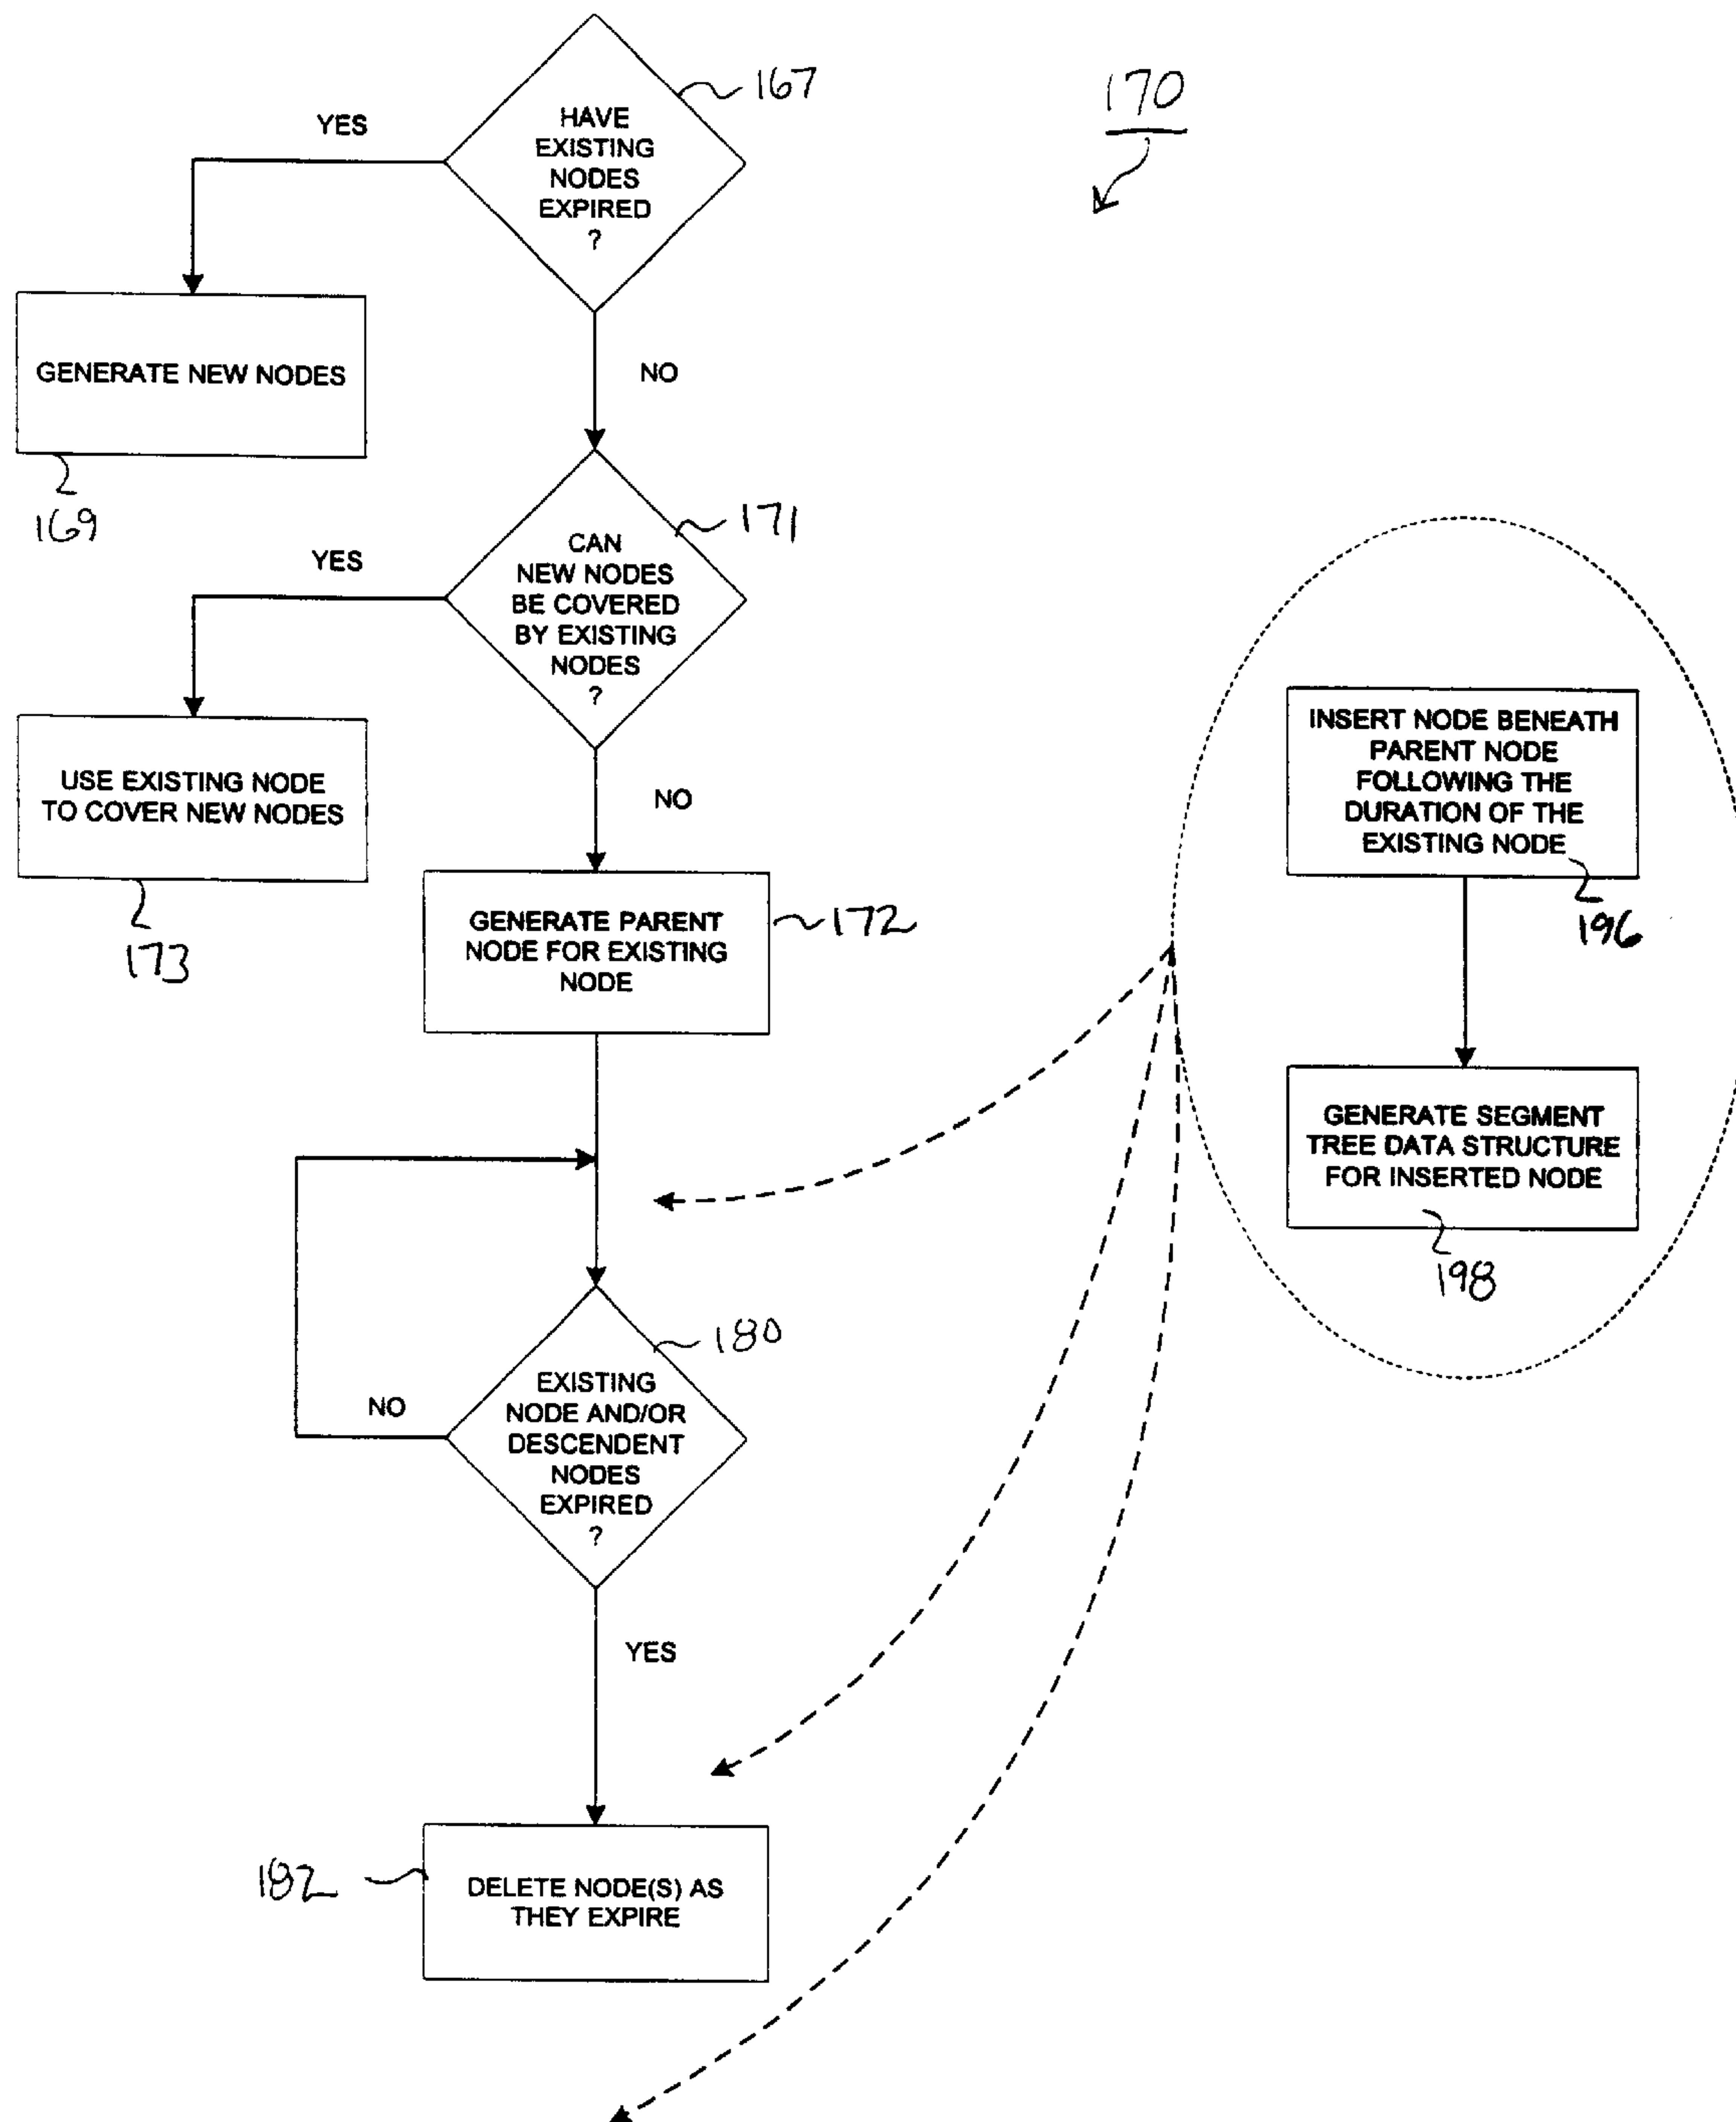 167
170
YES
HAVE
EXISTING
NODES
EXPIRED
?
GENERATE NEW NODES
NO
169
171
YES
CAN
NEW NODES
BE COVERED
BY EXISTING
NODES
?
USE EXISTING NODE
TO COVER NEW NODES
173
NO
GENERATE PARENT
NODE FOR EXISTING
NODE
172
INSERT NODE BENEATH
PARENT NODE
FOLLOWING THE
DURATION OF THE
EXISTING NODE
196
GENERATE SEGMENT
TREE DATA STRUCTURE
FOR INSERTED NODE
198
180
NO
EXISTING
NODE AND/OR
DESCENDENT
NODES
EXPIRED
?
YES
182
DELETE NODE(S) AS
THEY EXPIRE